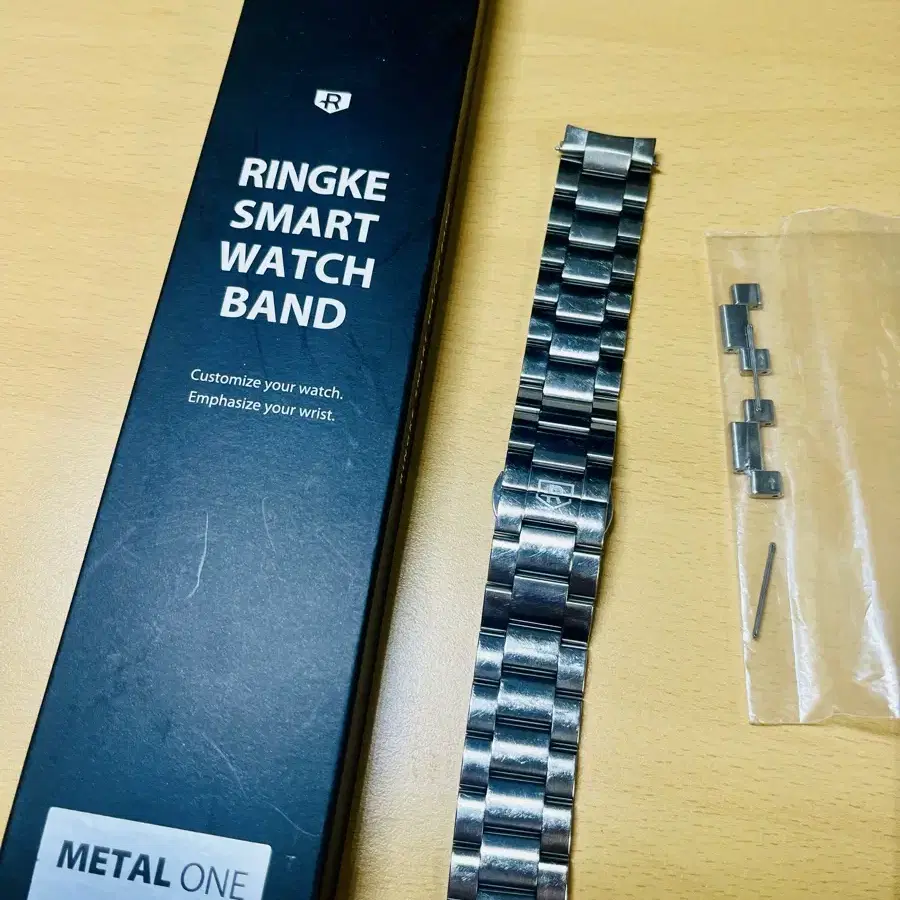 R
RINGKE
SMART
WATCH
BAND
Customize your watch.
Emphasize your wrist.
METAL ONE